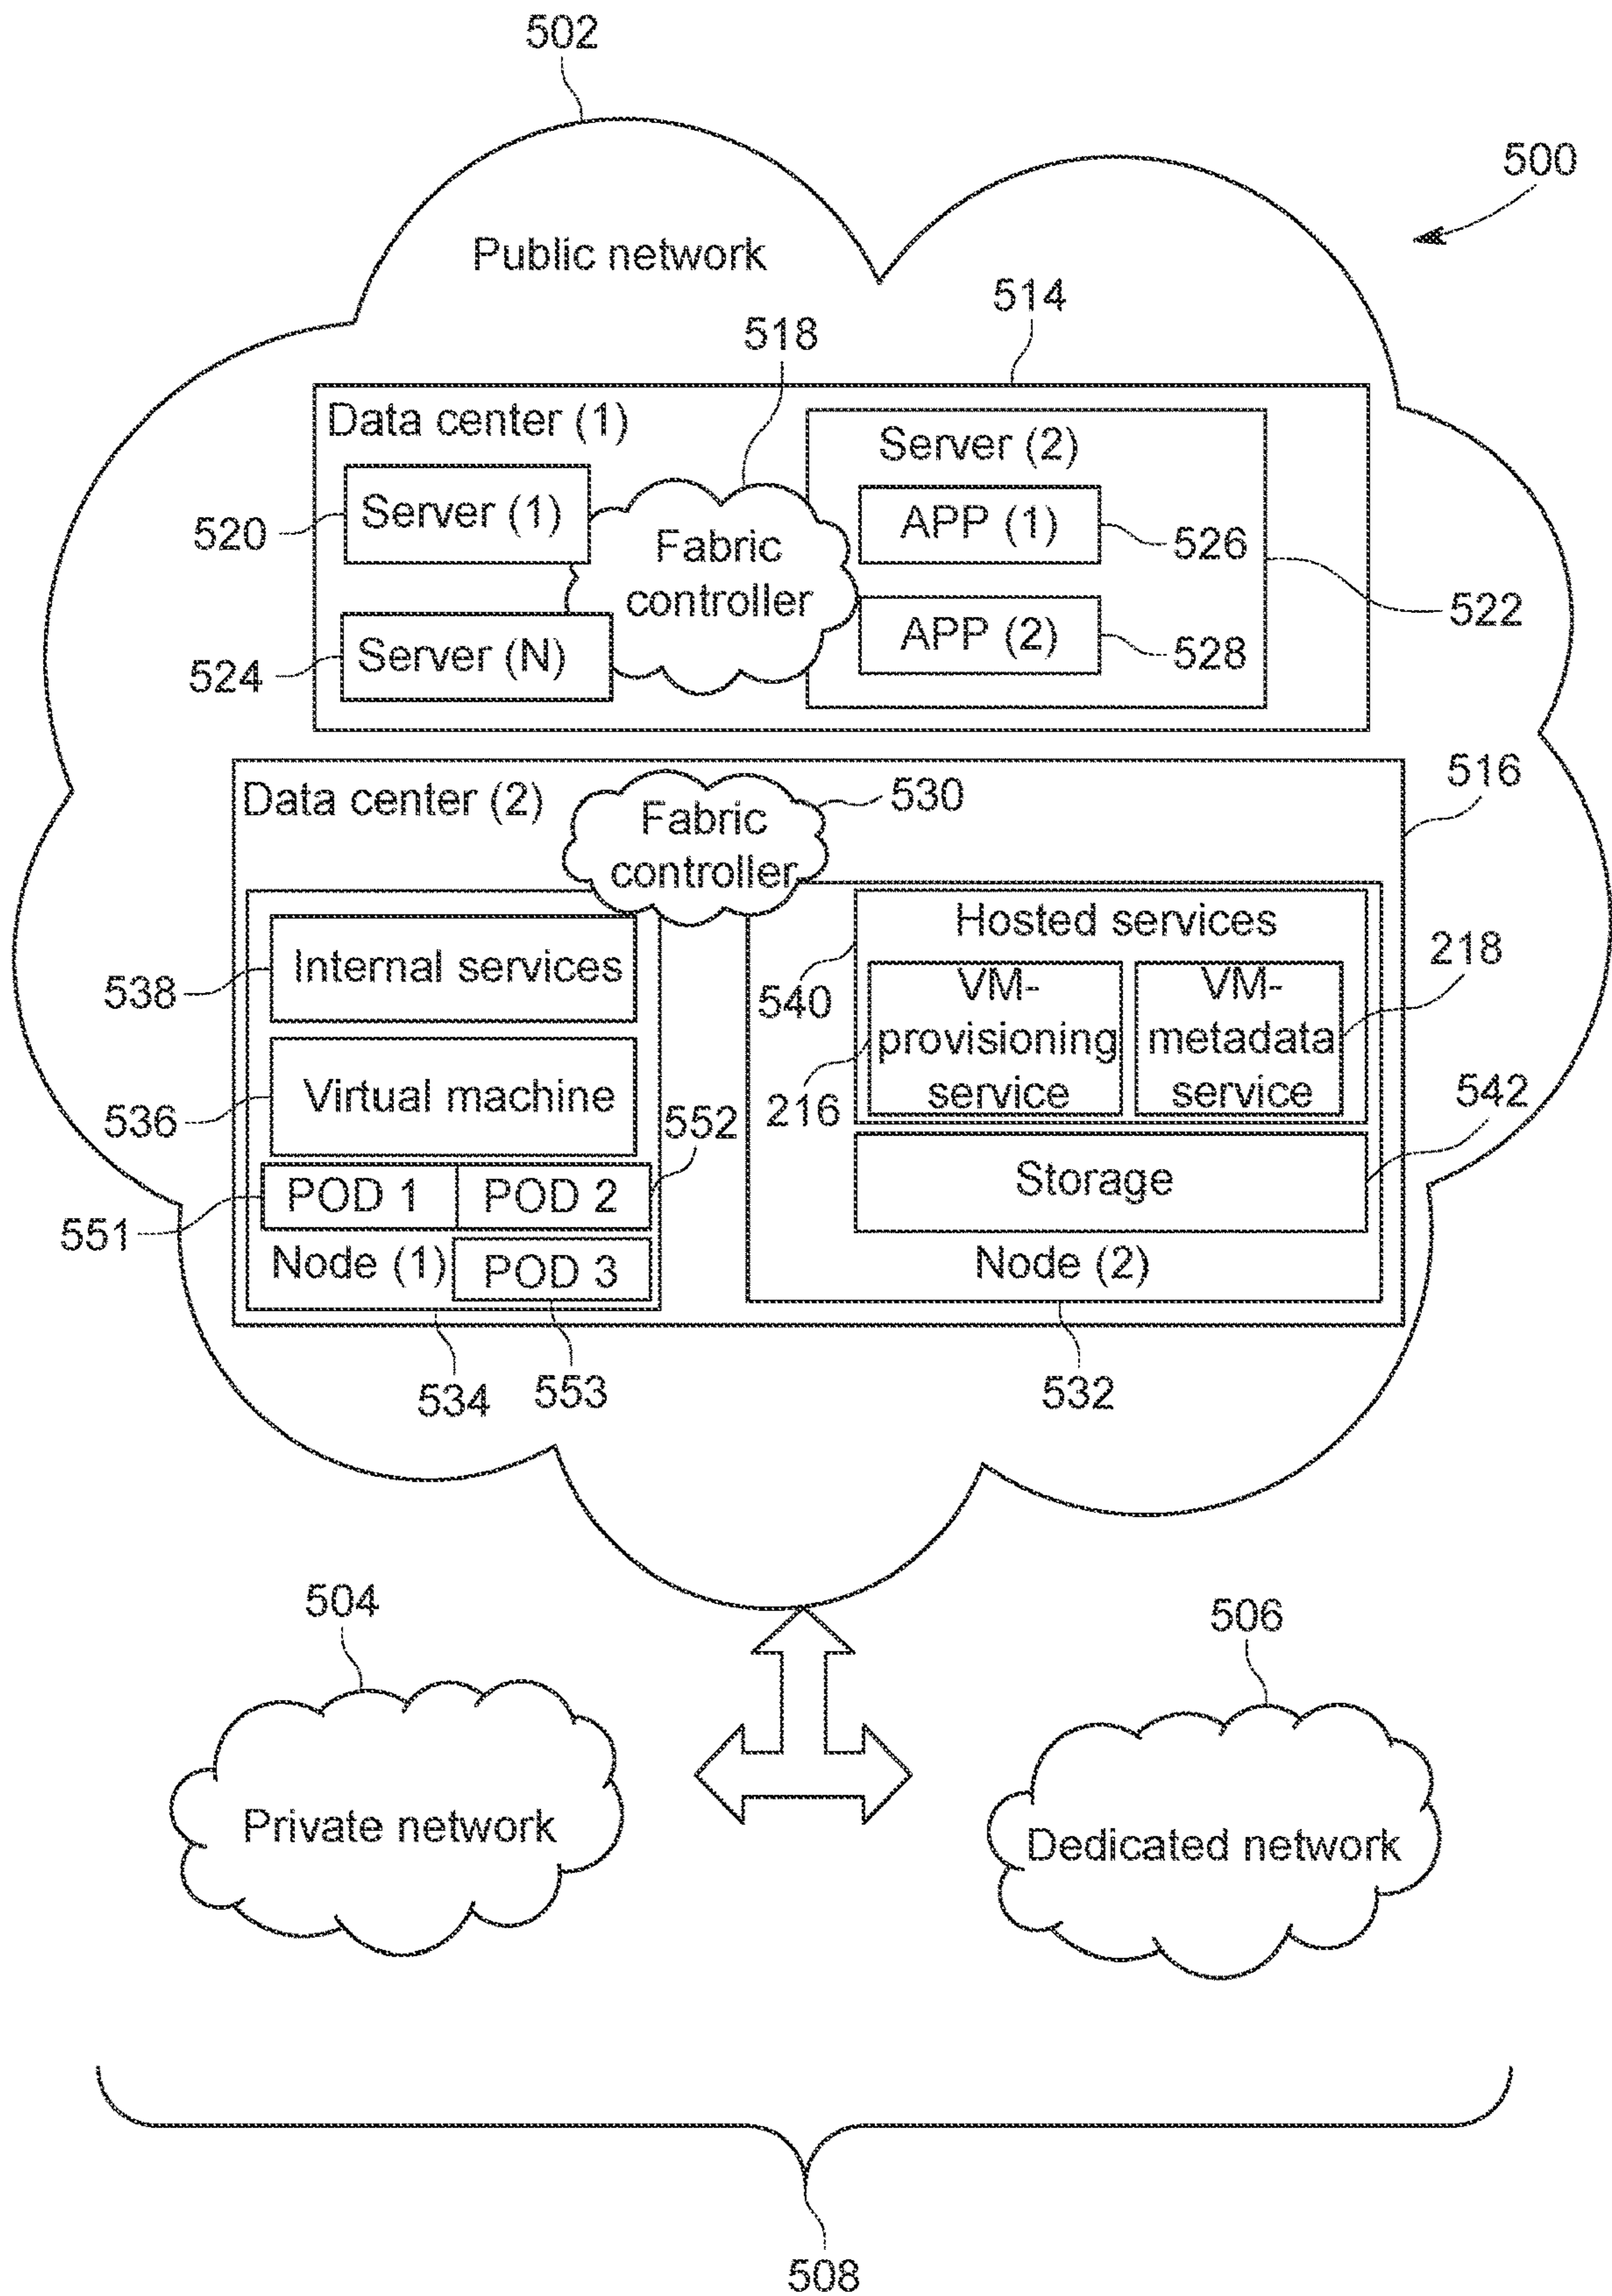 502
500
Public network
514
518
Data center (1)
Server (2)
Server (1)
APP (1)
520
526
Fabric
controller
522
Server (N)
APP (2)
524
528
516
Data center (2)
530
Fabric
controller
Hosted services
218
Internal services
538
540
VM-
provisioning
service
VM-
metadata
service
542
Virtual machine
536
552
216
POD 1
POD 2
Storage
551
Node (1)
POD 3
Node (2)
534
553
532
504
506
Private network
Dedicated network
508